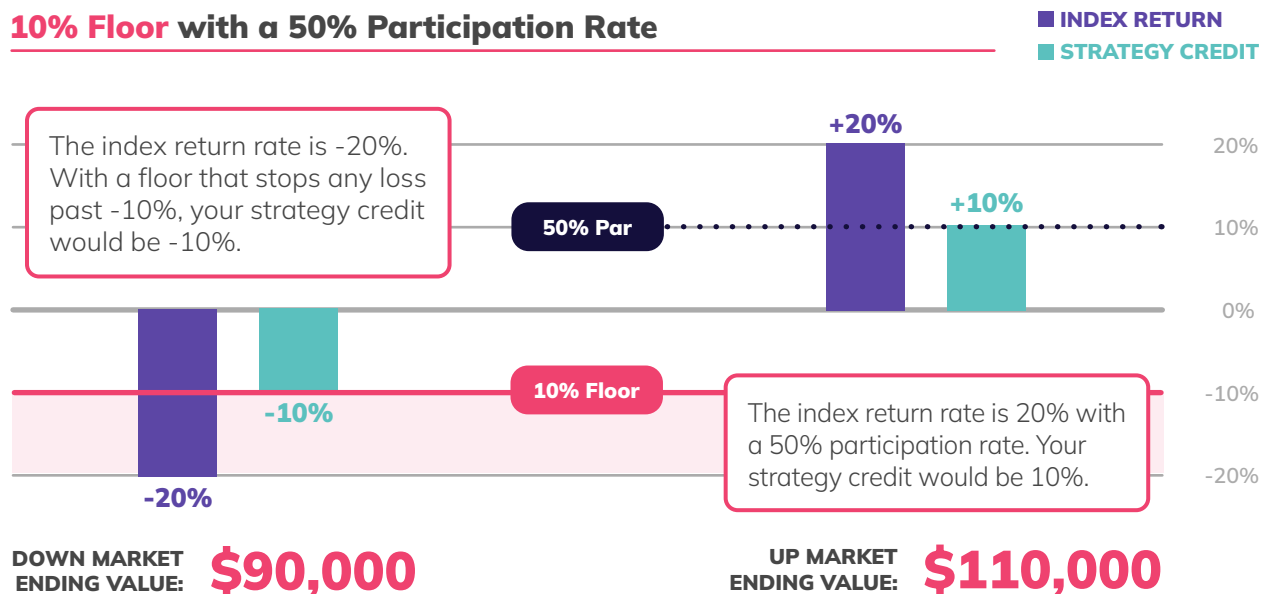 10% Floor with a 50% Participation Rate
INDEX RETURN
STRATEGY CREDIT
The index return rate is -20%.
With a floor that stops any loss
past -10%, your strategy credit
would be -10%.
+20%
20%
+10%
50% Par
10%
0%
10% Floor
-10%
-10%
The index return rate is 20% with
a 50% participation rate. Your
strategy credit would be 10%.
-20%
-20%
DOWN MARKET
ENDING VALUE:
$90,000
UP MARKET
ENDING VALUE:
$110,000